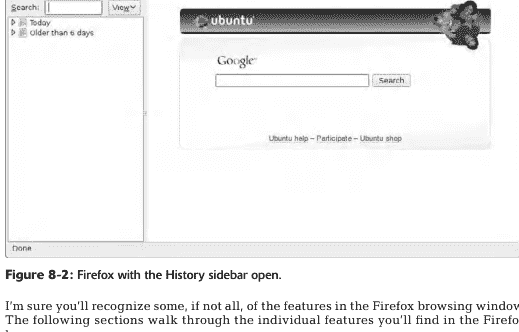 Search: View
Today
Older than 6 days
ubuntu
Google
Search
Ubuntu help – Participate – Ubuntu shop
Done
Figure 8-2: Firefox with the History sidebar open.
I'm sure you'll recognize some, if not all, of the features in the Firefox browsing window
The following sections walk through the individual features you'll find in the Firefo